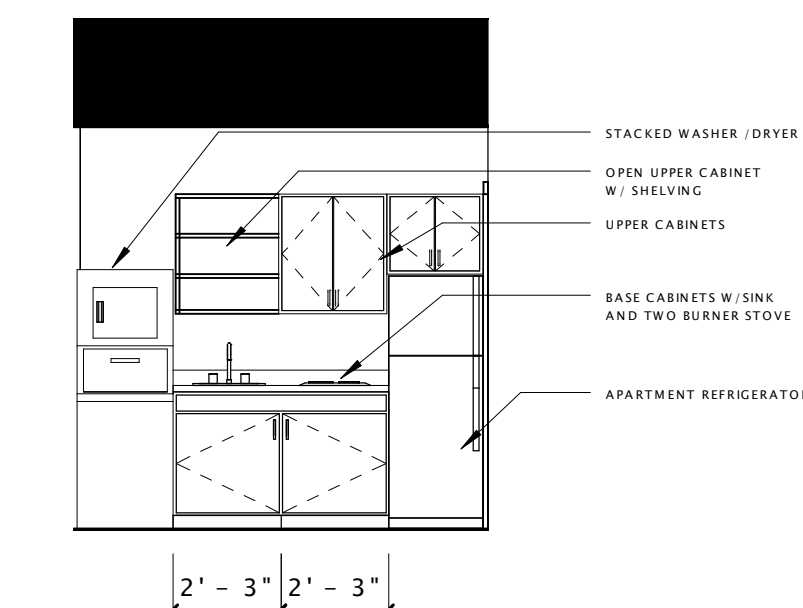 STACKED WASHER /DRYER
OPEN UPPER CABINET
W/ SHELVING
UPPER CABINETS
BASE CABINETS W/SINK
AND TWO BURNER STOVE
APARTMENT REFRIGERATO
2' - 3" 2' - 3"